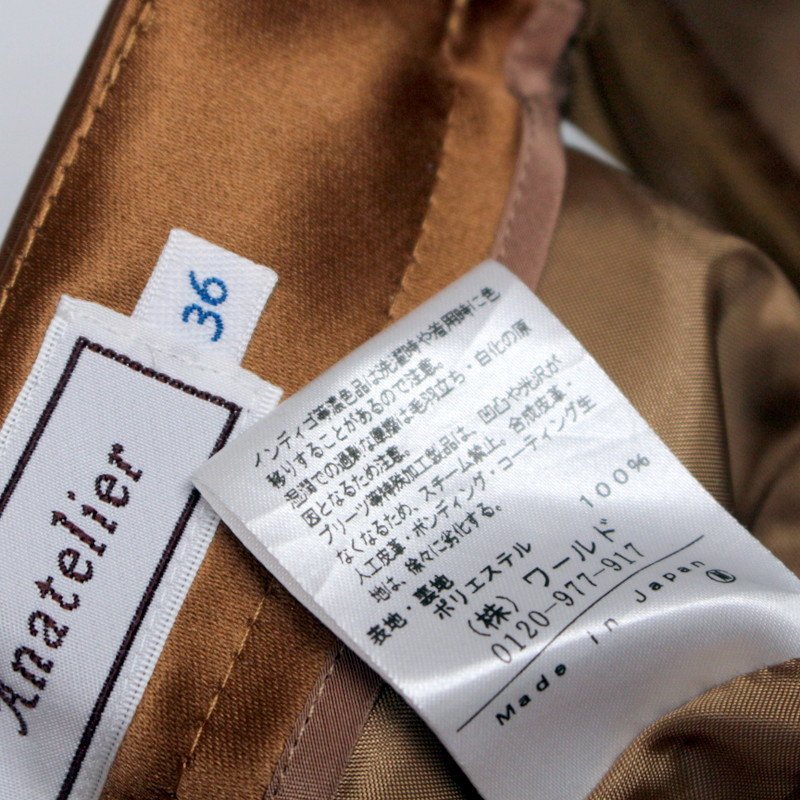 36
Anatelier
インディゴ等濃色品は洗濯時や着用時に色
移りすることがあるので注意。
湿潤での過剰な摩擦は毛羽立ち・白化の原
因となるため注意。
プリーツ等特殊加工製品は、凹凸や光沢が
なくなるため、スチーム禁止。合成皮革・
人工皮革・ボンディング・コーティング生
地は、徐々に劣化する。
表地・裏地
ポリエステル 100%
(株)ワールド
0120-977-917
Made in Japan